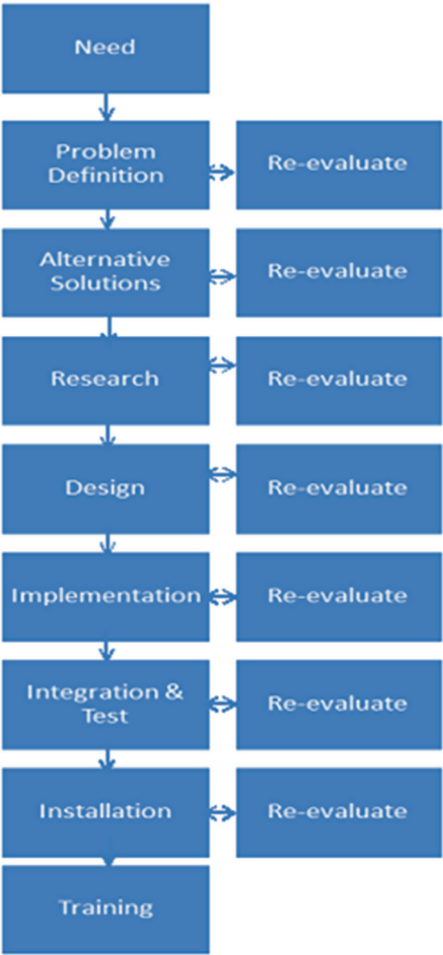 Need
Problem
Definition
Re-evaluate
Alternative
Solutions
Re-evaluate
Research
Re-evaluate
Design
Re-evaluate
Implementation
Re-evaluate
Integration &
Test
Re-evaluate
Installation
Re-evaluate
Training